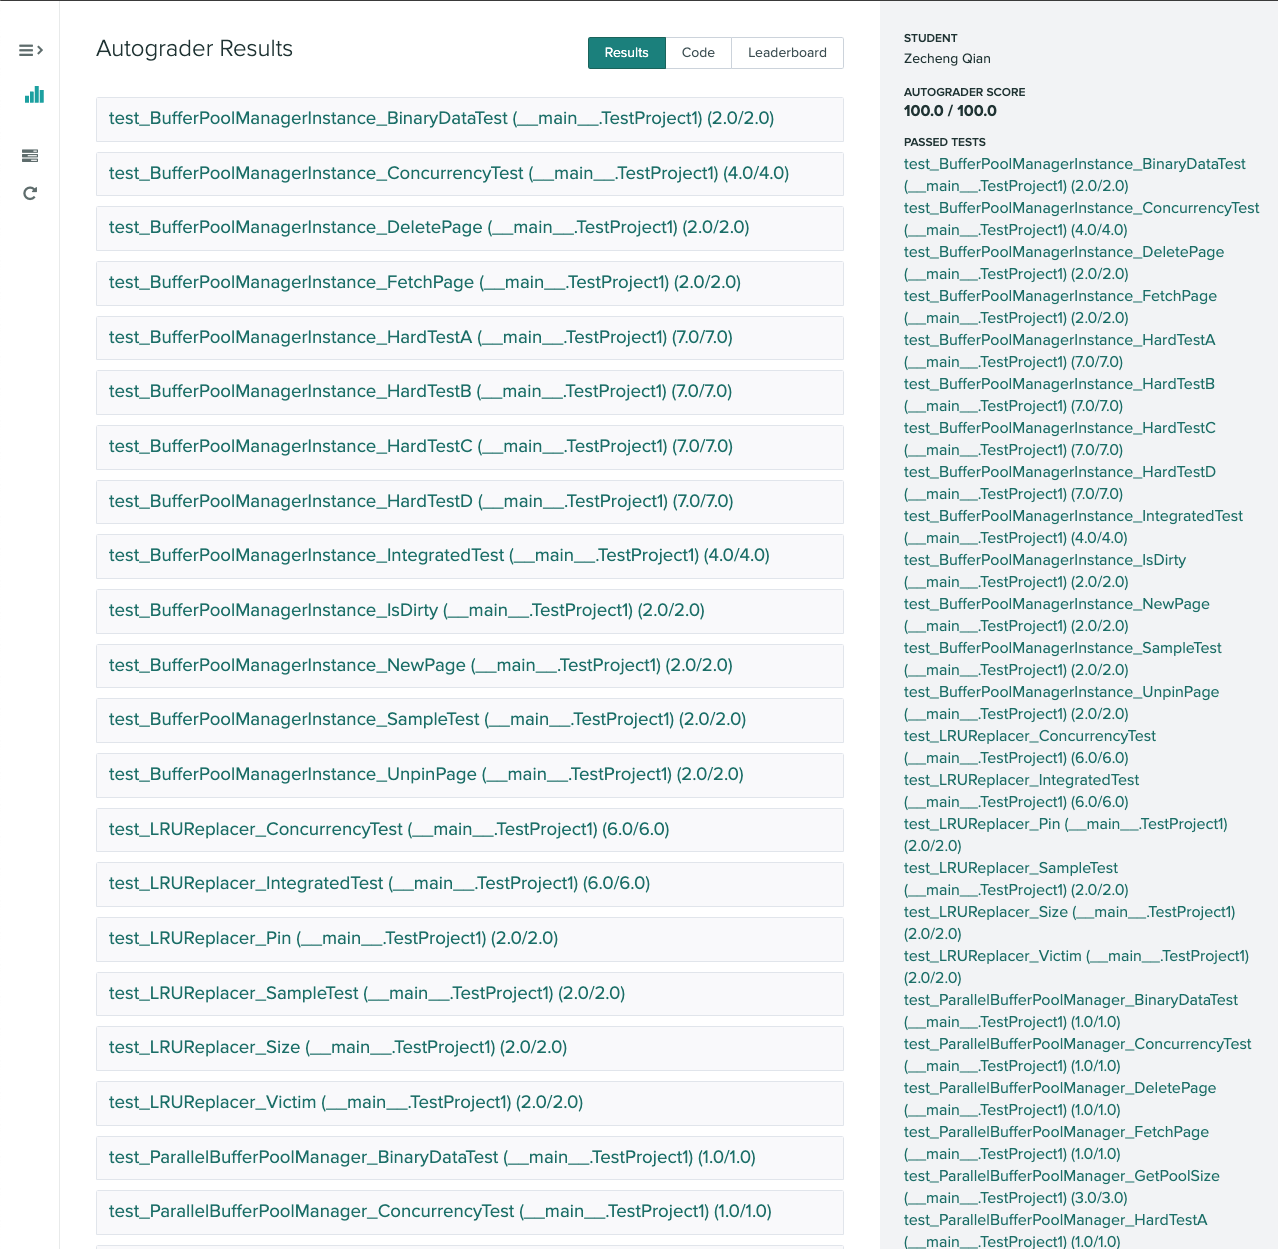 Autograder Results
Results
Code
Leaderboard
test_BufferPoolManagerInstance_BinaryDataTest (__main__.TestProject1) (2.0/2.0)
test_BufferPoolManagerInstance_ConcurrencyTest (__main__.TestProject1) (4.0/4.0)
test_BufferPoolManagerInstance_DeletePage (__main__.TestProject1) (2.0/2.0)
test_BufferPoolManagerInstance_FetchPage (__main__.TestProject1) (2.0/2.0)
test_BufferPoolManagerInstance_HardTestA (__main__.TestProject1) (7.0/7.0)
test_BufferPoolManagerInstance_HardTestB (__main__.TestProject1) (7.0/7.0)
test_BufferPoolManagerInstance_HardTestC (__main__.TestProject1) (7.0/7.0)
test_BufferPoolManagerInstance_HardTestD (__main__.TestProject1) (7.0/7.0)
test_BufferPoolManagerInstance_IntegratedTest (__main__.TestProject1) (4.0/4.0)
test_BufferPoolManagerInstance_IsDirty (__main__.TestProject1) (2.0/2.0)
test_BufferPoolManagerInstance_NewPage (__main__.TestProject1) (2.0/2.0)
test_BufferPoolManagerInstance_SampleTest (__main__.TestProject1) (2.0/2.0)
test_BufferPoolManagerInstance_UnpinPage (__main__.TestProject1) (2.0/2.0)
test_LRUReplacer_ConcurrencyTest (__main__.TestProject1) (6.0/6.0)
test_LRUReplacer_IntegratedTest (__main__.TestProject1) (6.0/6.0)
test_LRUReplacer_Pin (__main__.TestProject1) (2.0/2.0)
test_LRUReplacer_SampleTest (__main__.TestProject1) (2.0/2.0)
test_LRUReplacer_Size (__main__.TestProject1) (2.0/2.0)
test_LRUReplacer_Victim (__main__.TestProject1) (2.0/2.0)
test_ParallelBufferPoolManager_BinaryDataTest (__main__.TestProject1) (1.0/1.0)
test_ParallelBufferPoolManager_ConcurrencyTest (__main__.TestProject1) (1.0/1.0)
STUDENT
Zecheng Qian
AUTOGRADER SCORE
100.0 / 100.0
PASSED TESTS
test_BufferPoolManagerInstance_BinaryDataTest
(__main__.TestProject1) (2.0/2.0)
test_BufferPoolManagerInstance_ConcurrencyTest
(__main__.TestProject1) (4.0/4.0)
test_BufferPoolManagerInstance_DeletePage
(__main__.TestProject1) (2.0/2.0)
test_BufferPoolManagerInstance_FetchPage
(__main__.TestProject1) (2.0/2.0)
test_BufferPoolManagerInstance_HardTestA
(__main__.TestProject1) (7.0/7.0)
test_BufferPoolManagerInstance_HardTestB
(__main__.TestProject1) (7.0/7.0)
test_BufferPoolManagerInstance_HardTestC
(__main__.TestProject1) (7.0/7.0)
test_BufferPoolManagerInstance_HardTestD
(__main__.TestProject1) (7.0/7.0)
test_BufferPoolManagerInstance_IntegratedTest
(__main__.TestProject1) (4.0/4.0)
test_BufferPoolManagerInstance_IsDirty
(__main__.TestProject1) (2.0/2.0)
test_BufferPoolManagerInstance_NewPage
(__main__.TestProject1) (2.0/2.0)
test_BufferPoolManagerInstance_SampleTest
(__main__.TestProject1) (2.0/2.0)
test_BufferPoolManagerInstance_UnpinPage
(__main__.TestProject1) (2.0/2.0)
test_LRUReplacer_ConcurrencyTest
(__main__.TestProject1) (6.0/6.0)
test_LRUReplacer_IntegratedTest
(__main__.TestProject1) (6.0/6.0)
test_LRUReplacer_Pin (__main__.TestProject1)
(2.0/2.0)
test_LRUReplacer_SampleTest
(__main__.TestProject1) (2.0/2.0)
test_LRUReplacer_Size (__main__.TestProject1)
(2.0/2.0)
test_LRUReplacer_Victim (__main__.TestProject1)
(2.0/2.0)
test_ParallelBufferPoolManager_BinaryDataTest
(__main__.TestProject1) (1.0/1.0)
test_ParallelBufferPoolManager_ConcurrencyTest
(__main__.TestProject1) (1.0/1.0)
test_ParallelBufferPoolManager_DeletePage
(__main__.TestProject1) (1.0/1.0)
test_ParallelBufferPoolManager_FetchPage
(__main__.TestProject1) (1.0/1.0)
test_ParallelBufferPoolManager_GetPoolSize
(__main__.TestProject1) (3.0/3.0)
test_ParallelBufferPoolManager_HardTestA
(__main__.TestProject1) (1.0/1.0)